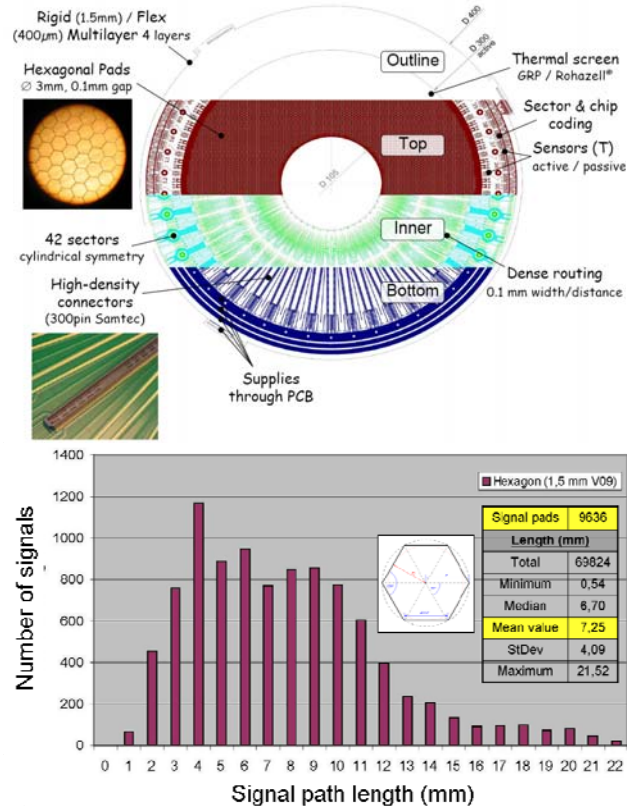 Rigid (1.5mm) / Flex
(400µm) Multilayer 4 layers
D 400
D 300
active
Outline
Thermal screen
GRP / Rohazell®
Hexagonal Pads
∅ 3mm, 0.1mm gap
Sector & chip
coding
Top
Sensors (T)
active / passive
D 105
42 sectors
cylindrical symmetry
Inner
High-density
connectors
(300pin Samtec)
Dense routing
0.1 mm width/distance
Bottom
Supplies
through PCB
1400
1200
1000
800
600
400
200
0
Number of signals
Hexagon (1,5 mm V09)
Signal pads 9636
Length (mm)
Total 69824
Minimum 0,54
Median 6,70
Mean value 7,25
StDev 4,09
Maximum 21,52
0 1 2 3 4 5 6 7 8 9 10 11 12 13 14 15 16 17 18 19 20 21 22
Signal path length (mm)